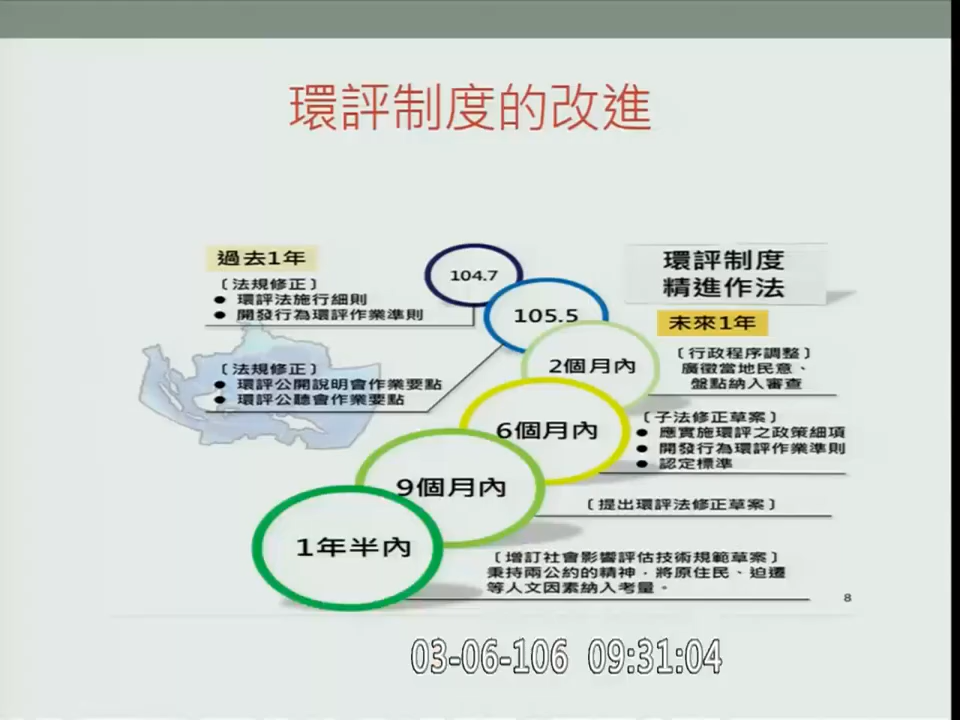 環評制度的改進
過去1年
〔法規修正〕
● 環評法施行細則
● 開發行為環評作業準則
〔法規修正〕
● 環評公開說明會作業要點
● 環評公聽會作業要點
104.7
105.5
2個月內
6個月內
9個月內
1年半內
環評制度
精進作法
未來1年
〔行政程序調整〕
廣徵當地民意、
盤點納入審查
〔子法修正草案〕
● 應實施環評之政策細項
● 開發行為環評作業準則
● 認定標準
〔提出環評法修正草案〕
〔增訂社會影響評估技術規範草案〕
秉持兩公約的精神，將原住民、迫遷
等人文因素納入考量。
8
03-06-106 09:31:04